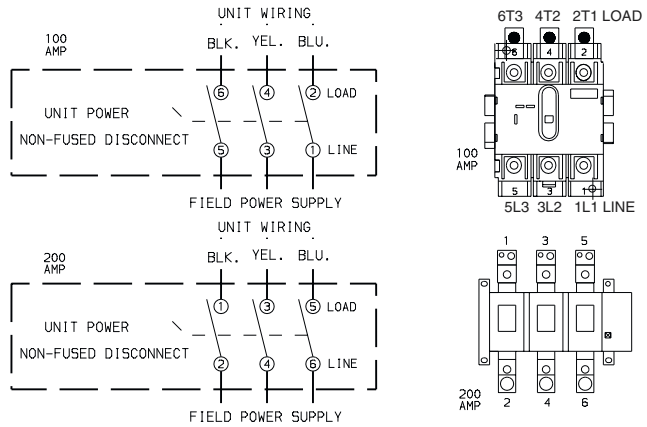 UNIT WIRING
100
AMP
BLK. YEL. BLU.
6 4 2 LOAD
UNIT POWER
NON-FUSED DISCONNECT
5 3 1 LINE
FIELD POWER SUPPLY
UNIT WIRING
200
AMP
BLK. YEL. BLU.
1 3 5 LOAD
UNIT POWER
NON-FUSED DISCONNECT
2 4 6 LINE
FIELD POWER SUPPLY
6T3 4T2 2T1 LOAD
6 4 2
100
AMP
5 3 1
5L3 3L2 1L1 LINE
1 3 5
200
AMP
2 4 6